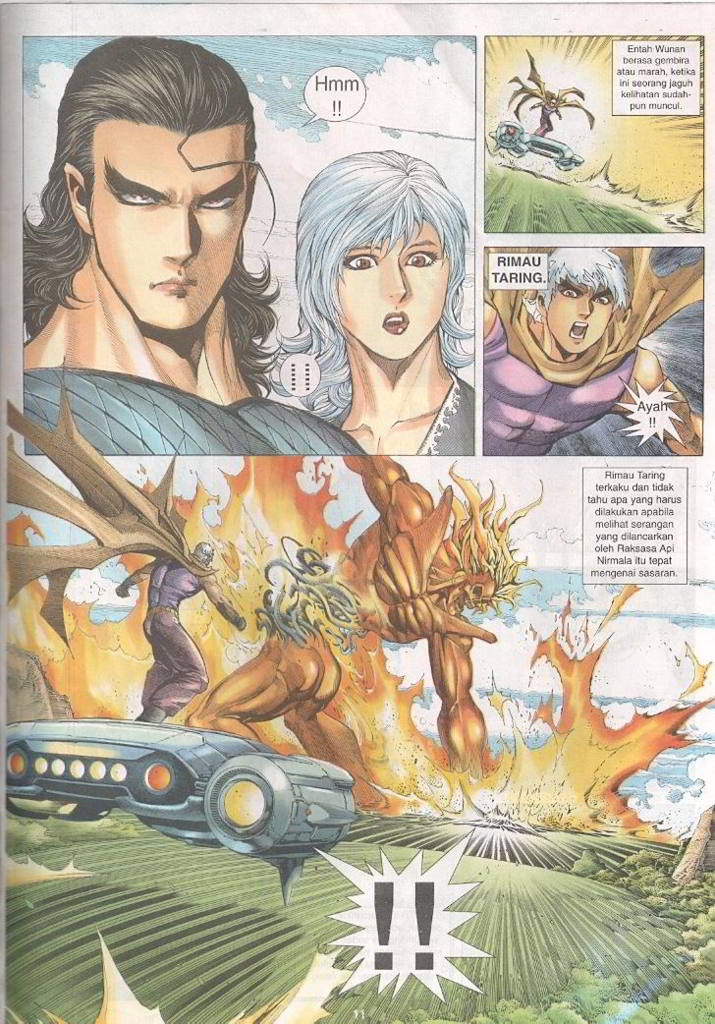 Hmm
!!
Entah Wunan
berasa gembira
atau marah, ketika
ini seorang jaguh
kelihatan sudah-
pun muncul.
!!!!
RIMAU
TARING.
Ayah
!!
Rimau Taring
terkaku dan tidak
tahu apa yang harus
dilakukan apabila
melihat serangan
yang dilancarkan
oleh Raksasa Api
Nirmala itu tepat
mengenai sasaran.
!!
11